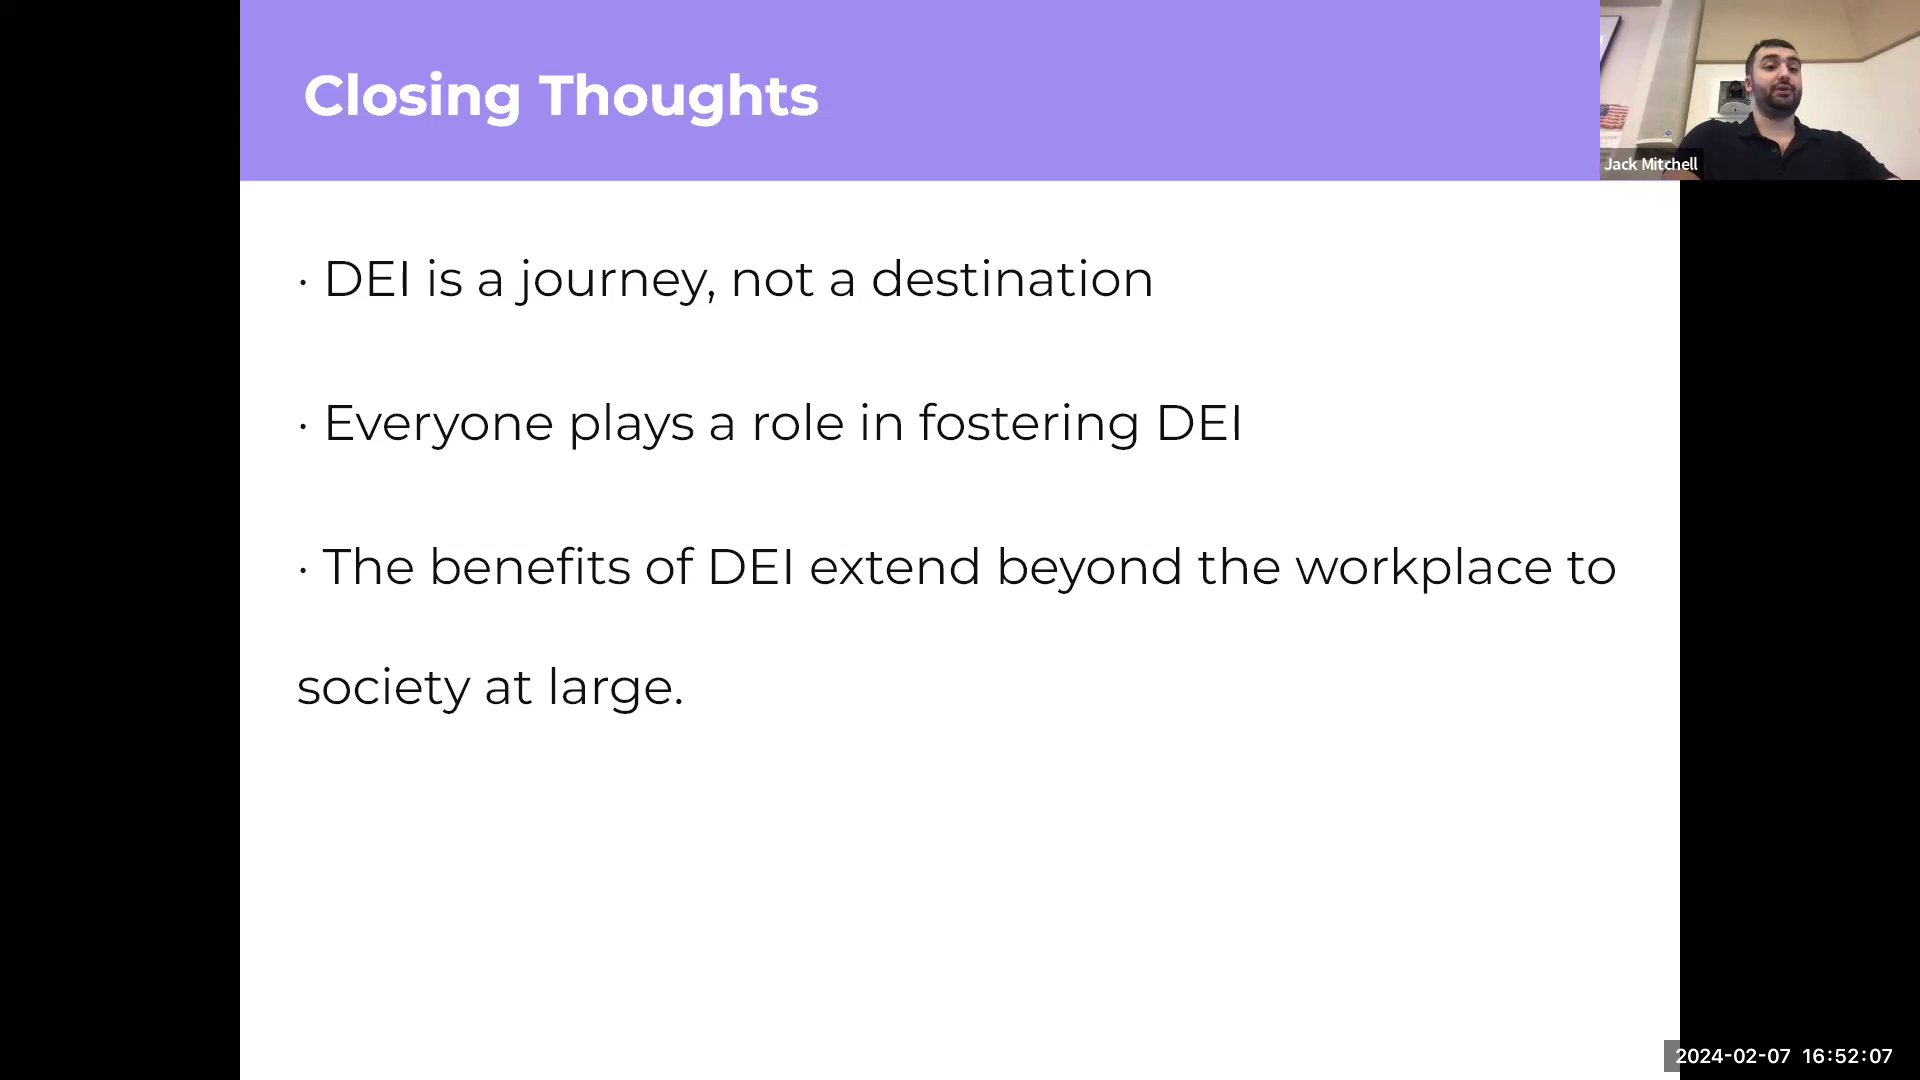 Closing Thoughts
Jack Mitchell
· DEI is a journey, not a destination
· Everyone plays a role in fostering DEI
· The benefits of DEI extend beyond the workplace to
society at large.
2024-02-07 16:52:07